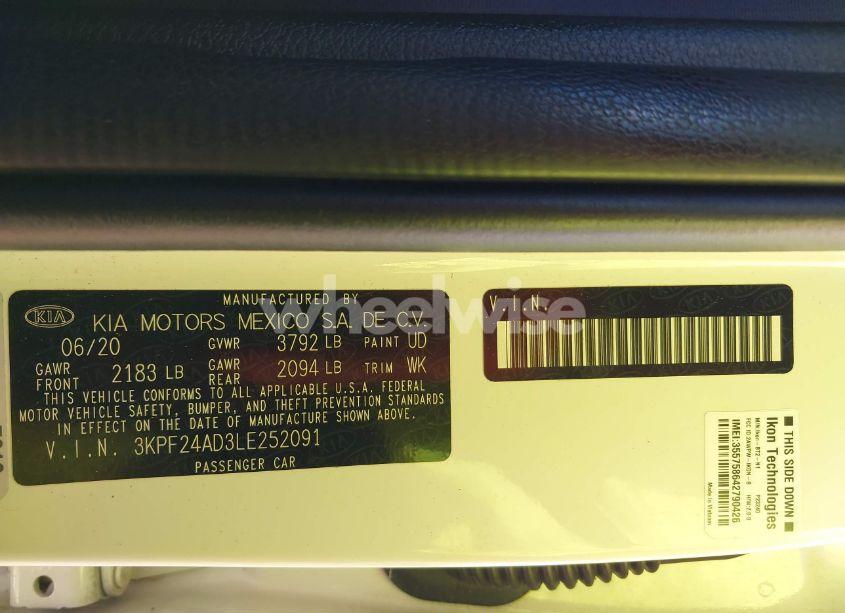 wheelwise
MANUFACTURED BY
KIA KIA MOTORS MEXICO S.A. DE C.V.
06/20 GVWR 3792 LB PAINT UD
GAWR FRONT 2183 LB GAWR REAR 2094 LB TRIM WK
THIS VEHICLE CONFORMS TO ALL APPLICABLE U.S.A. FEDERAL
MOTOR VEHICLE SAFETY, BUMPER, AND THEFT PREVENTION STANDARDS
IN EFFECT ON THE DATE OF MANUFACTURE SHOWN ABOVE.
V.I.N. 3KPF24AD3LE252091
PASSENGER CAR
V.I.N.
THIS SIDE DOWN
Ikon Technologies
IMEI:355758642790426
Made in Vietnam